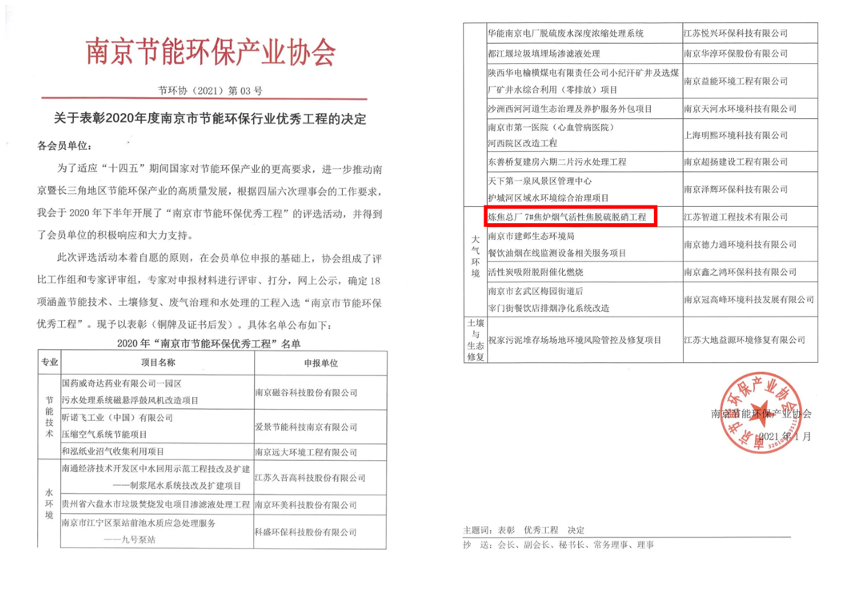 南京节能环保产业协会
节环协（2021）第 03 号
关于表彰2020年度南京市节能环保行业优秀工程的决定
各会员单位：
为了适应“十四五”期间国家对节能环保产业的更高要求，进一步推动南
京暨长三角地区节能环保产业的高质量发展，根据四届六次理事会的工作要求，
我会于 2020 年下半年开展了“南京市节能环保优秀工程”的评选活动，并得到
了会员单位的积极响应和大力支持。
此次评选活动本着自愿的原则，在会员单位申报的基础上，协会组成了评
比工作组和专家评审组，专家对申报材料进行评审、打分，网上公示，确定 18
项涵盖节能技术、土壤修复、废气治理和水处理的工程入选“南京市节能环保
优秀工程”。现予以表彰（铜牌及证书后发）。具体名单公布如下：
2020 年“南京市节能环保优秀工程”名单
专业 项目名称 申报单位
节能技术
国药威奇达药业有限公司一园区
污水处理系统磁悬浮鼓风机改造项目
南京磁谷科技股份有限公司
昕诺飞工业（中国）有限公司
压缩空气系统节能项目
爱景节能科技南京有限公司
和泓纸业沼气收集利用项目 南京远大环境工程有限公司
水环境
南通经济技术开发区中水回用示范工程技改及扩建
——制浆尾水系统技改及扩建项目
江苏久吾高科技股份有限公司
贵州省六盘水市垃圾焚烧发电项目渗滤液处理工程 南京环美科技股份有限公司
南京市江宁区泵站前池水质应急处理服务
——九号泵站
科盛环保科技股份有限公司
华能南京电厂脱硫废水深度浓缩处理系统 江苏悦兴环保科技有限公司
都江堰垃圾填埋场渗滤液处理 南京华淳环保股份有限公司
陕西华电榆横煤电有限责任公司小纪汗矿井及选煤
厂矿井水综合利用（零排放）项目
南京益能环境工程有限公司
沙洲西河河道生态治理及养护服务外包项目 南京天河水环境科技有限公司
南京市第一医院（心血管病医院）
河西院区改造工程
上海明熙环境科技有限公司
东善桥复建房六期二片污水处理工程 南京超扬建设工程有限公司
天下第一泉风景区管理中心
护城河区域水环境综合治理项目
南京泽辉环保科技有限公司
大气环境
炼焦总厂 7#焦炉烟气活性焦脱硫脱硝工程 江苏智道工程技术有限公司
南京市建邺生态环境局
餐饮油烟在线监测设备相关服务项目
南京德力通环境科技有限公司
活性炭吸附脱附催化燃烧 南京鑫之鸿环保科技有限公司
南京市玄武区梅园街道后
宰门街餐饮店排烟净化系统改造
南京冠高峰环境科技发展有限公司
土壤
与
生态
修复
祝家污泥堆存场场地环境风险管控及修复项目 江苏大地益源环境修复有限公司
南京节能环保产业协会
2021 年 1 月
主题词：表彰 优秀工程 决定
抄 送：会长、副会长、秘书长、常务理事、理事